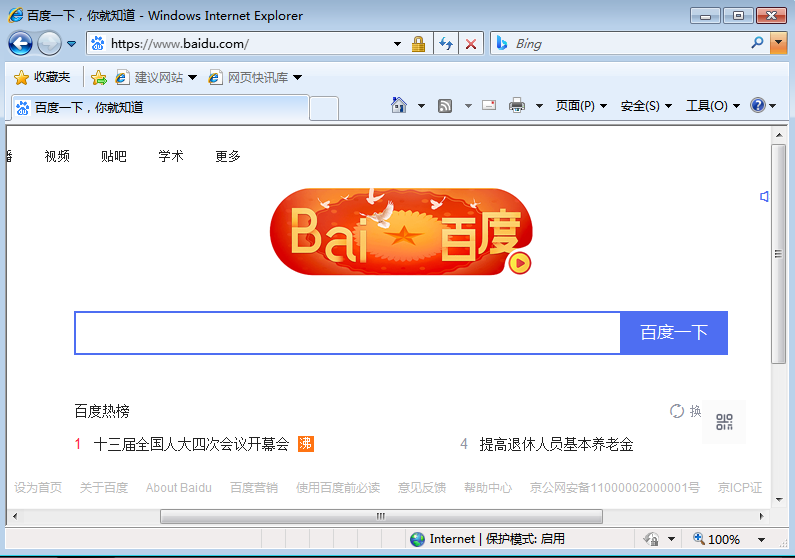 百度一下，你就知道 - Windows Internet Explorer
https://www.baidu.com/
Bing
收藏夹 建议网站 网页快讯库
百度一下，你就知道 页面(P) 安全(S) 工具(O)
视频 贴吧 学术 更多
Bai 百度
百度一下
百度热榜 换
1 十三届全国人大四次会议开幕会 沸
4 提高退休人员基本养老金
设为首页 关于百度 About Baidu 百度营销 使用百度前必读 意见反馈 帮助中心 京公网安备11000002000001号 京ICP证
Internet | 保护模式: 启用 100%